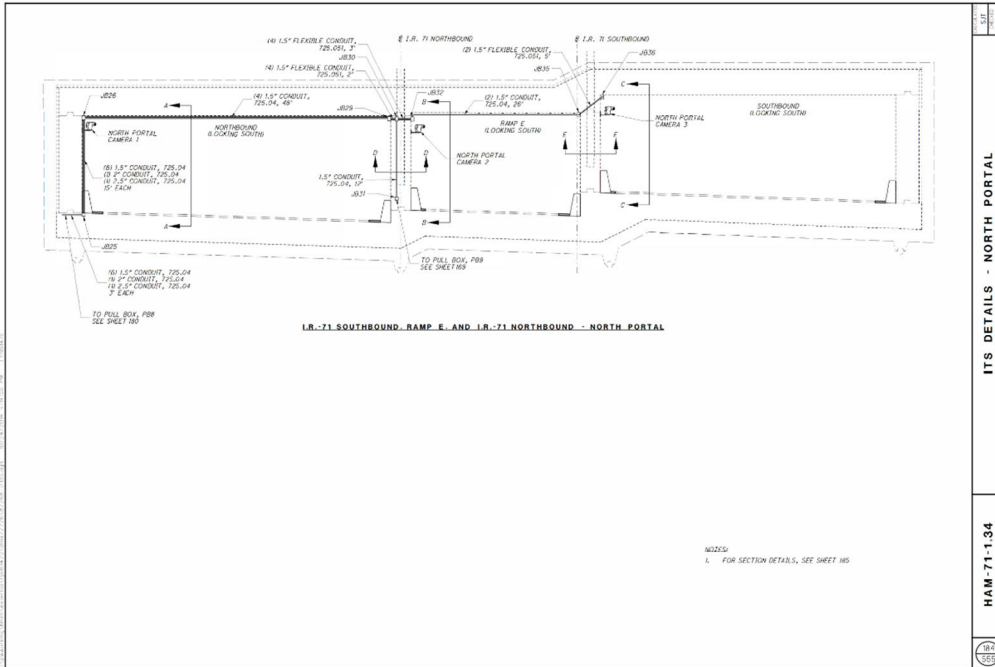 (4) 1.5" FLEXIBLE CONDUIT,
725.051, 3'
JB30
(4) 1.5" FLEXIBLE CONDUIT,
725.051, 2'
℄ I.R. 71 NORTHBOUND
(2) 1.5" FLEXIBLE CONDUIT,
725.051, 5'
JB35
℄ I.R. 71 SOUTHBOUND
JB36
JB26
A
(4) 1.5" CONDUIT,
725.04, 48'
JB29
JB32
B
(2) 1.5" CONDUIT,
725.04, 26'
C
NORTH PORTAL
CAMERA 1
NORTHBOUND
(LOOKING SOUTH)
RAMP E
(LOOKING SOUTH)
NORTH PORTAL
CAMERA 3
SOUTHBOUND
(LOOKING SOUTH)
D
D
NORTH PORTAL
CAMERA 2
F
F
(6) 1.5" CONDUIT, 725.04
(1) 2" CONDUIT, 725.04
(1) 2.5" CONDUIT, 725.04
15' EACH
1.5" CONDUIT,
725.04, 12'
JB31
A
B
C
JB25
(6) 1.5" CONDUIT, 725.04
(1) 2" CONDUIT, 725.04
(1) 2.5" CONDUIT, 725.04
3' EACH
TO PULL BOX, PB9
SEE SHEET 169
TO PULL BOX, PB8
SEE SHEET 180
I.R.-71 SOUTHBOUND, RAMP E, AND I.R.-71 NORTHBOUND - NORTH PORTAL
NOTES:
1. FOR SECTION DETAILS, SEE SHEET 185
SJT
ITS DETAILS - NORTH PORTAL
HAM-71-1.34
184
555